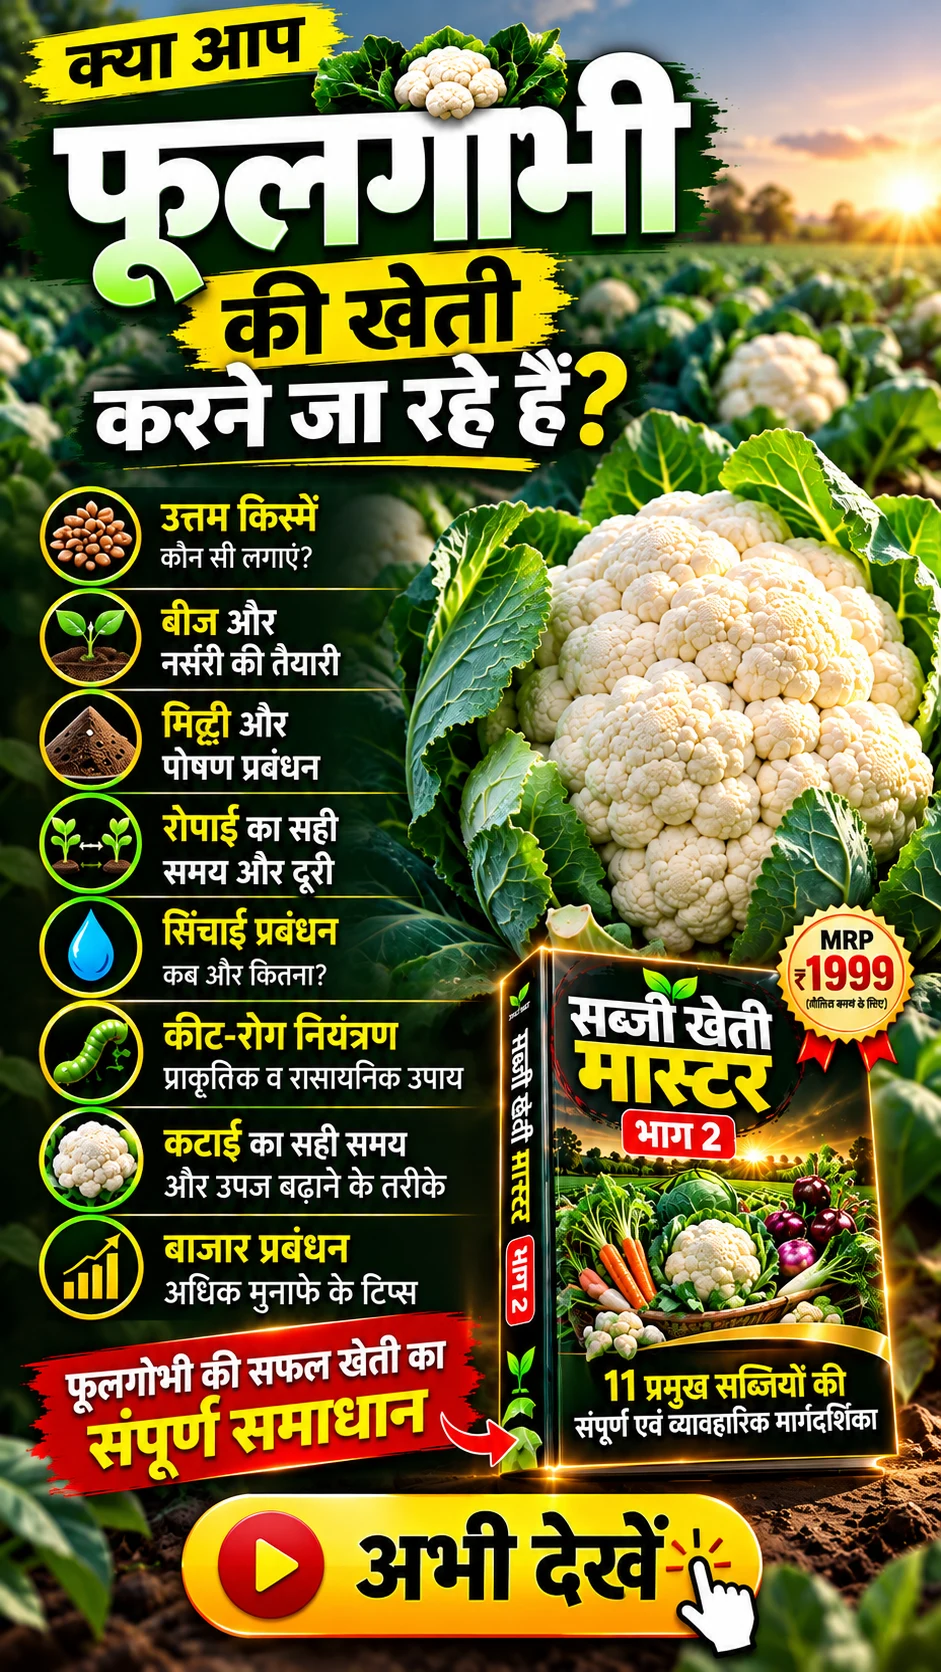 क्या आप
फूलगाभी
की खेती
करने जा रहे हैं?
उत्तम किस्में
कौन सी लगाएं?
बीज और
नर्सरी की तैयारी
मिट्टी और
पोषण प्रबंधन
रोपाई का सही
समय और दूरी
सिंचाई प्रबंधन
कब और कितना?
कीट-रोग नियंत्रण
प्राकृतिक व रासायनिक उपाय
कटाई का सही समय
और उपज बढ़ाने के तरीके
बाजार प्रबंधन
अधिक मुनाफे के टिप्स
फूलगोभी की सफल खेती का
संपूर्ण समाधान
MRP
₹1999
सब्जी खेती
मास्टर
भाग 2
सब्जी खेती मास्टर
भाग 2
11 प्रमुख सब्जियों की
संपूर्ण एवं व्यावहारिक मार्गदर्शिका
अभी देखें